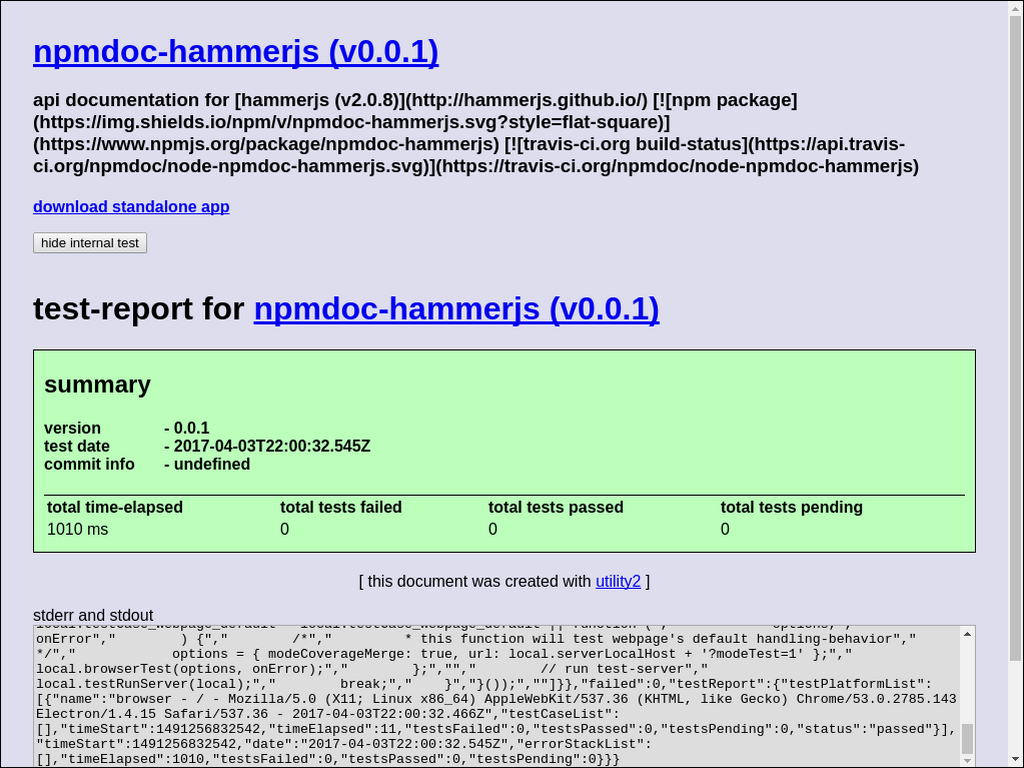 npmdoc-hammerjs (v0.0.1)
api documentation for [hammerjs (v2.0.8)](http://hammerjs.github.io/) [![npm package]
(https://img.shields.io/npm/v/npmdoc-hammerjs.svg?style=flat-square)]
(https://www.npmjs.org/package/npmdoc-hammerjs) [![travis-ci.org build-status](https://api.travis-
ci.org/npmdoc/node-npmdoc-hammerjs.svg)](https://travis-ci.org/npmdoc/node-npmdoc-hammerjs)
download standalone app
hide internal test
test-report for npmdoc-hammerjs (v0.0.1)
summary
version - 0.0.1
test date - 2017-04-03T22:00:32.545Z
commit info - undefined
total time-elapsed total tests failed total tests passed total tests pending
1010 ms 0 0 0
[ this document was created with utility2 ]
stderr and stdout
onError","        ) {","        /*","         * this function will test webpage's default handling-behavior","
*/","            options = { modeCoverageMerge: true, url: local.serverLocalHost + '?modeTest=1' };","
local.browserTest(options, onError);","        };","","        // run test-server","
local.testRunServer(local);","        break;","    }","}());",""]}},"failed":0,"testReport":{"testPlatformList":
[{"name":"browser - / - Mozilla/5.0 (X11; Linux x86_64) AppleWebKit/537.36 (KHTML, like Gecko) Chrome/53.0.2785.143
Electron/1.4.15 Safari/537.36 - 2017-04-03T22:00:32.466Z","testCaseList":
[],"timeStart":1491256832542,"timeElapsed":11,"testsFailed":0,"testsPassed":0,"testsPending":0,"status":"passed"}],
"timeStart":1491256832542,"date":"2017-04-03T22:00:32.545Z","errorStackList":
[],"timeElapsed":1010,"testsFailed":0,"testsPassed":0,"testsPending":0}}}